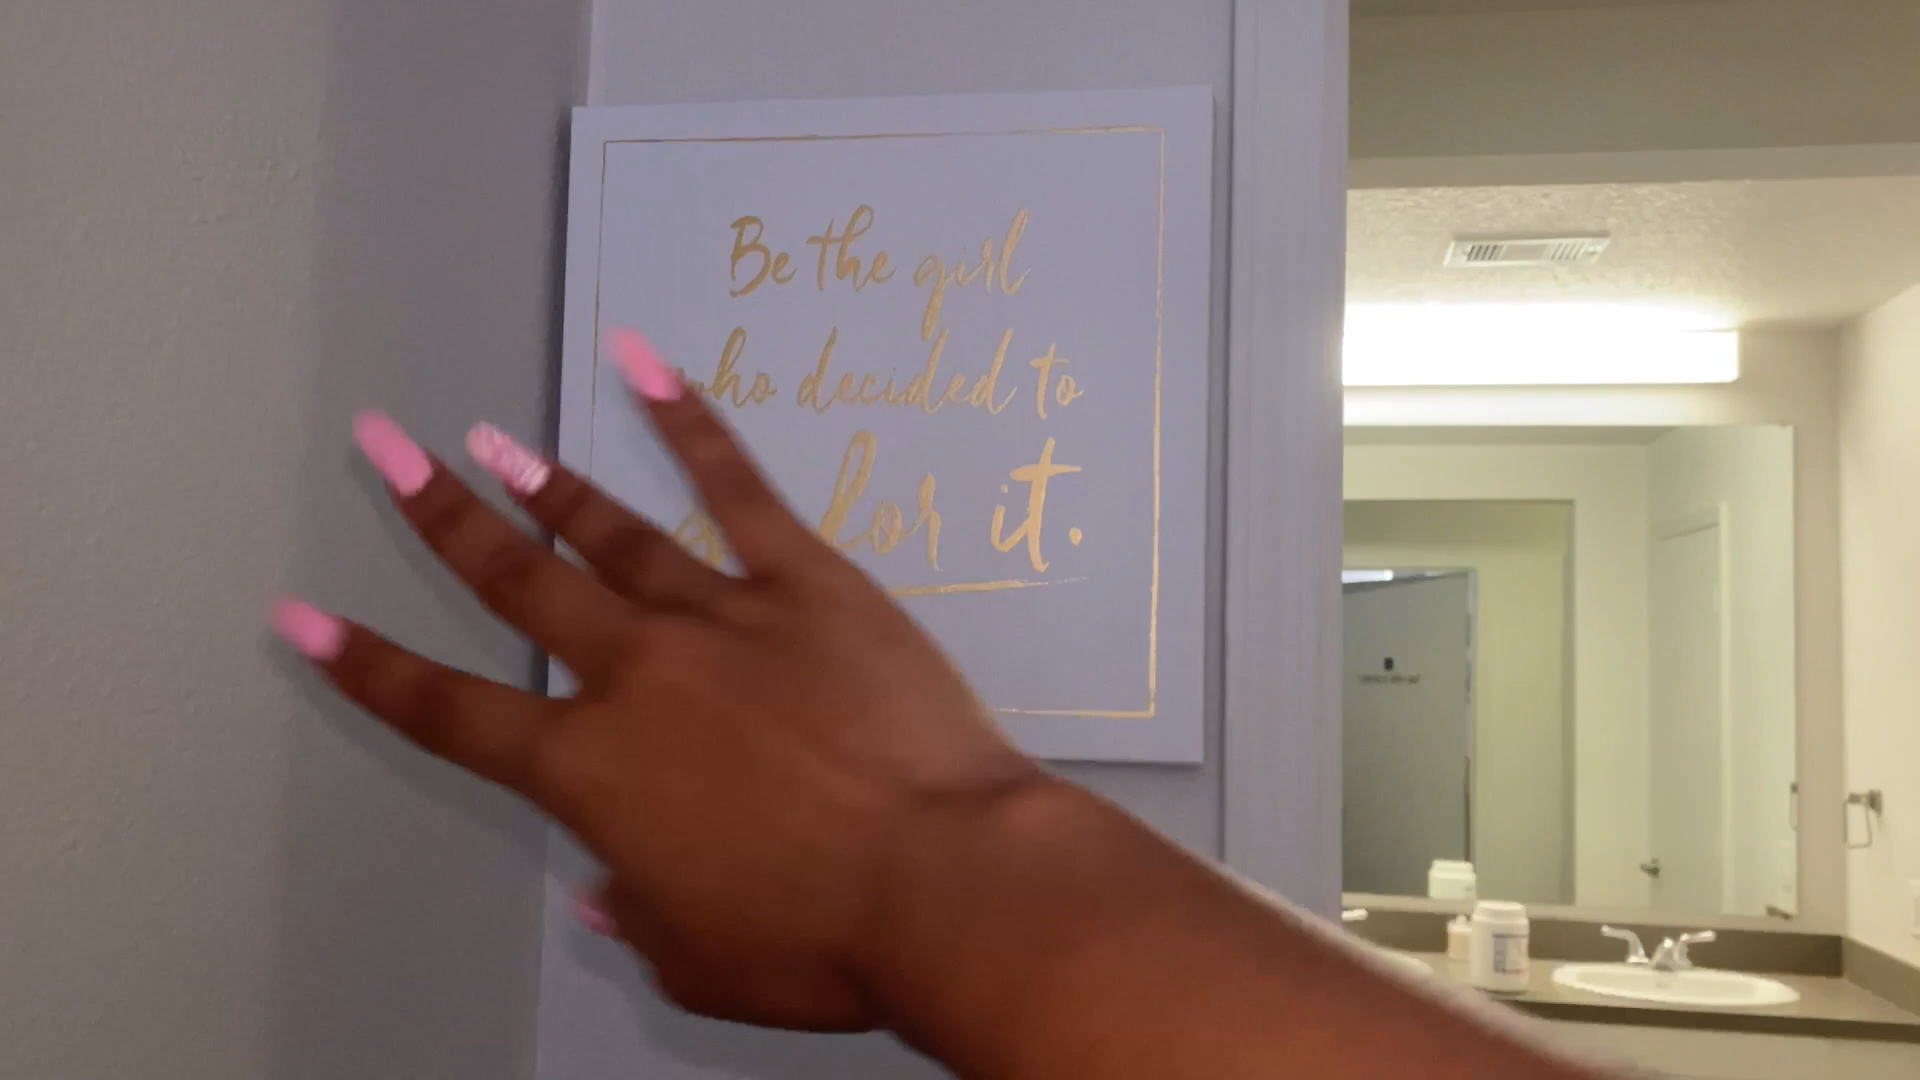 Be the girl
who decided to
for it.